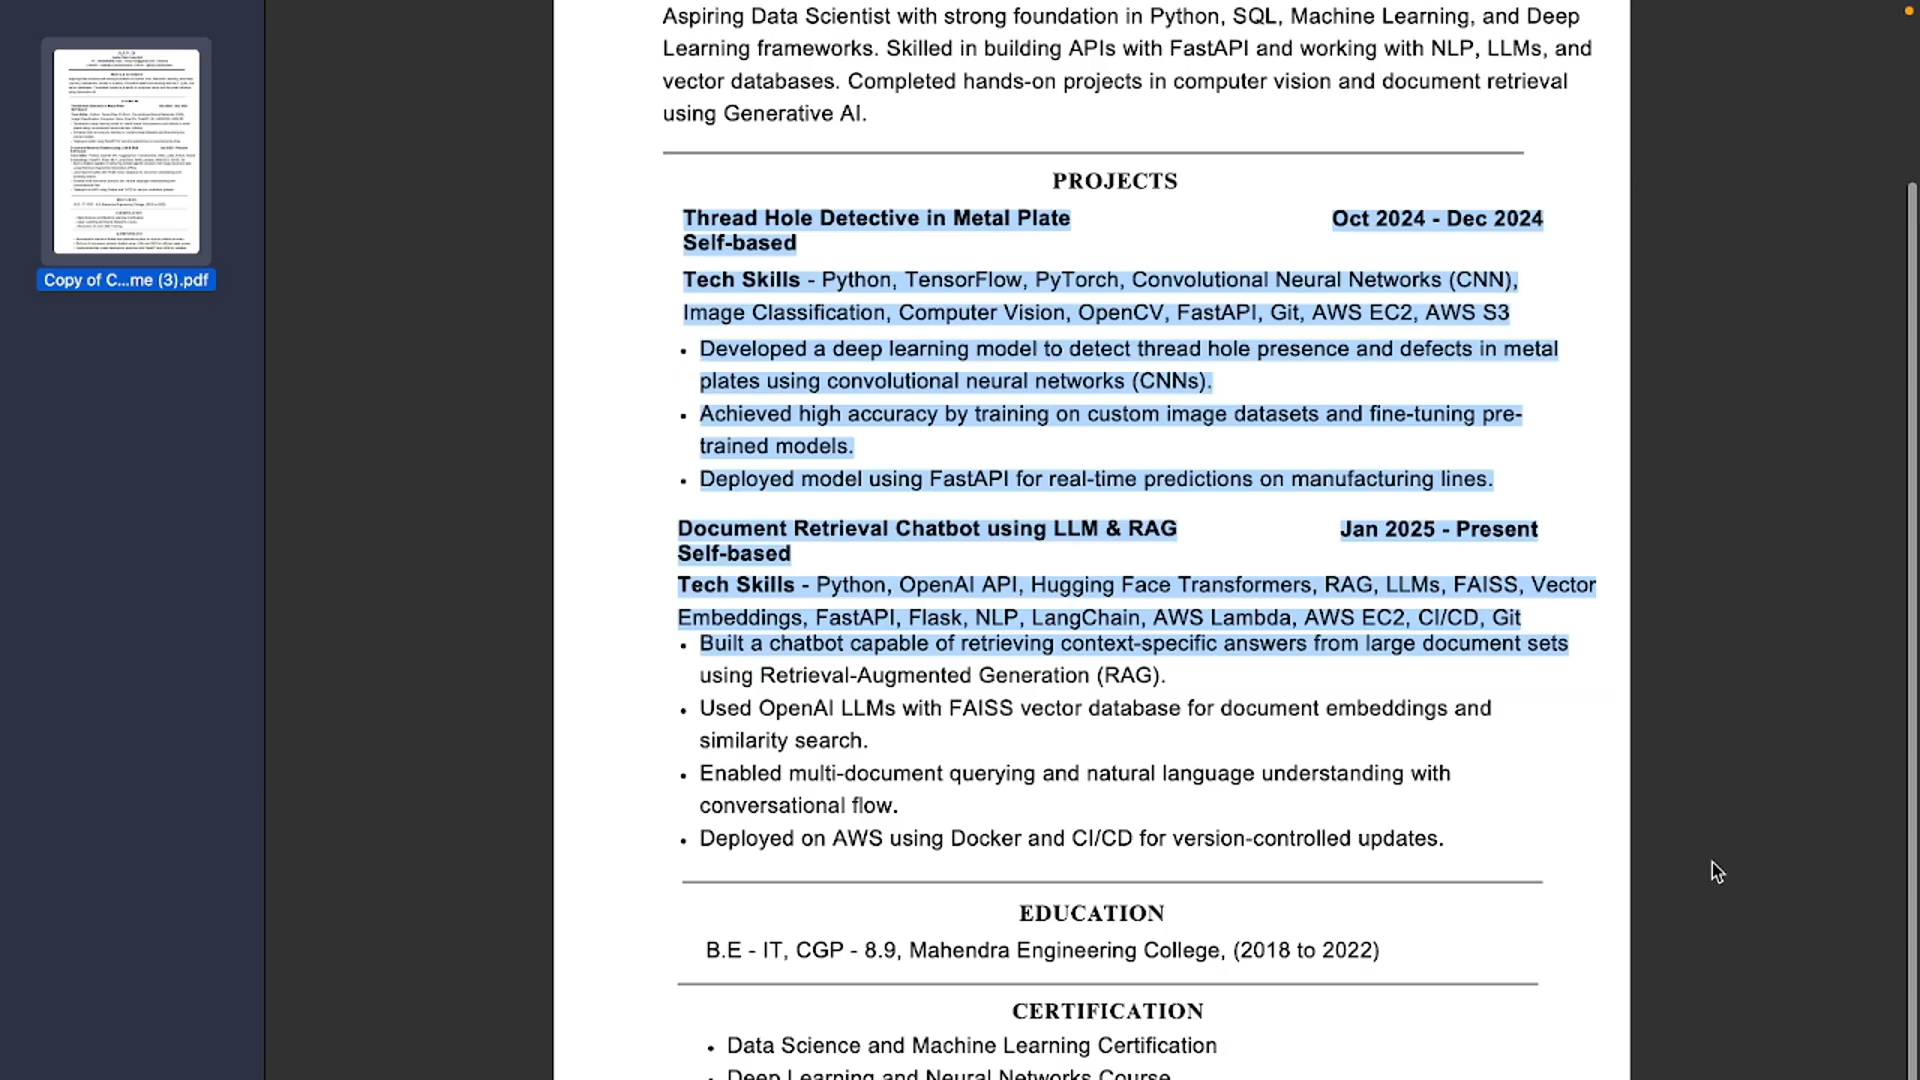 Aspiring Data Scientist with strong foundation in Python, SQL, Machine Learning, and Deep
Learning frameworks. Skilled in building APIs with FastAPI and working with NLP, LLMs, and
vector databases. Completed hands-on projects in computer vision and document retrieval
using Generative AI.
PROJECTS
Thread Hole Detective in Metal Plate Oct 2024 - Dec 2024
Self-based
Tech Skills - Python, TensorFlow, PyTorch, Convolutional Neural Networks (CNN),
Image Classification, Computer Vision, OpenCV, FastAPI, Git, AWS EC2, AWS S3
• Developed a deep learning model to detect thread hole presence and defects in metal
plates using convolutional neural networks (CNNs).
• Achieved high accuracy by training on custom image datasets and fine-tuning pre-
trained models.
• Deployed model using FastAPI for real-time predictions on manufacturing lines.
Document Retrieval Chatbot using LLM & RAG Jan 2025 - Present
Self-based
Tech Skills - Python, OpenAI API, Hugging Face Transformers, RAG, LLMs, FAISS, Vector
Embeddings, FastAPI, Flask, NLP, LangChain, AWS Lambda, AWS EC2, CI/CD, Git
• Built a chatbot capable of retrieving context-specific answers from large document sets
using Retrieval-Augmented Generation (RAG).
• Used OpenAI LLMs with FAISS vector database for document embeddings and
similarity search.
• Enabled multi-document querying and natural language understanding with
conversational flow.
• Deployed on AWS using Docker and CI/CD for version-controlled updates.
EDUCATION
B.E - IT, CGP - 8.9, Mahendra Engineering College, (2018 to 2022)
CERTIFICATION
• Data Science and Machine Learning Certification
• Deep Learning and Neural Networks Course
Copy of C...me (3).pdf